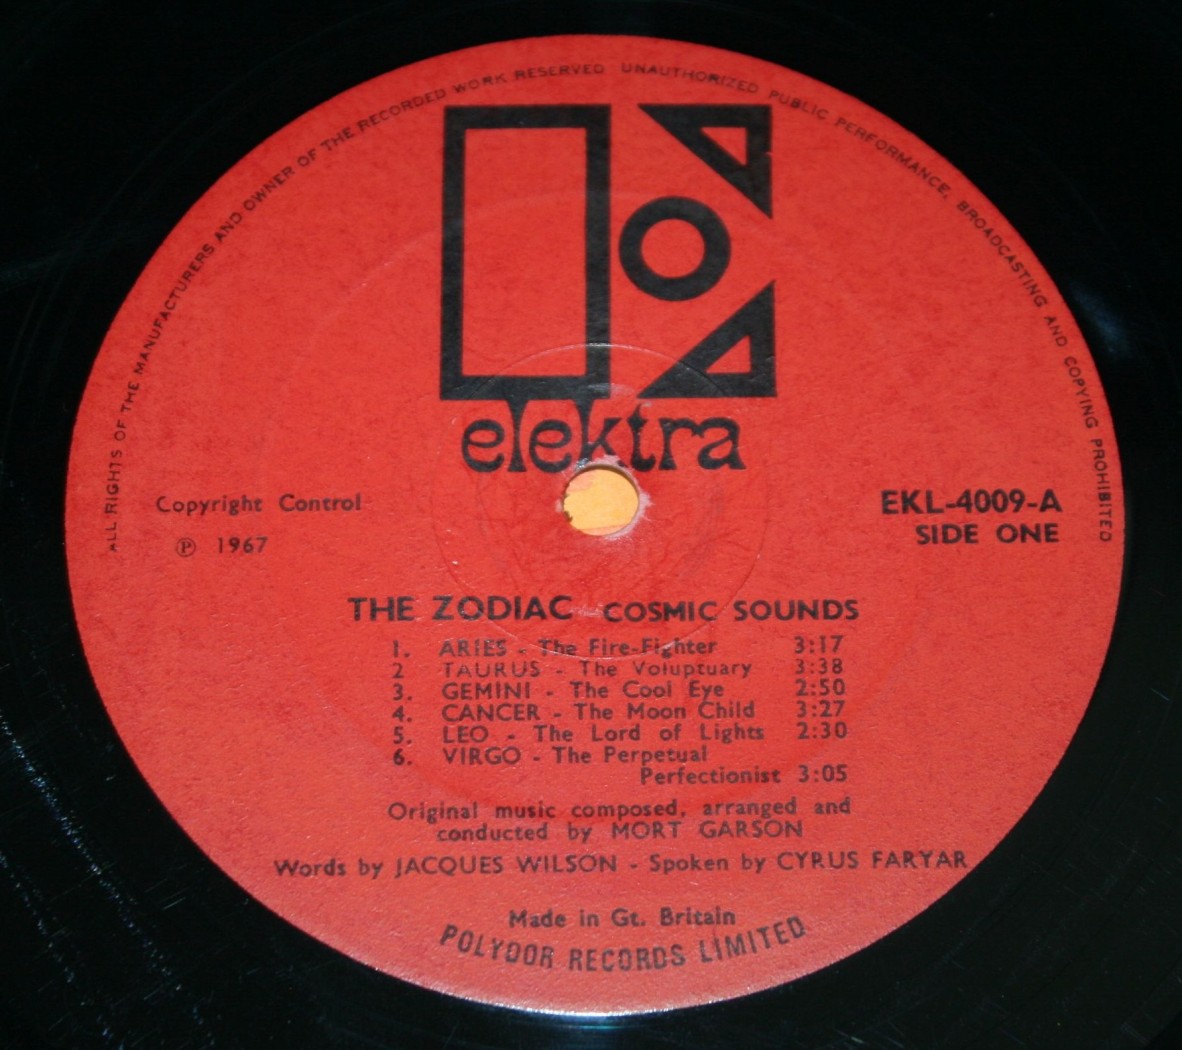 ALL RIGHTS OF THE MANUFACTURERS AND OWNER OF THE RECORDED WORK RESERVED UNAUTHORIZED PUBLIC PERFORMANCE, BROADCASTING AND COPYING PROHIBITED
elektra
Copyright Control
℗ 1967
EKL-4009-A
SIDE ONE
THE ZODIAC COSMIC SOUNDS
1. ARIES - The Fire-Fighter 3:17
2 TAURUS - The Voluptuary 3:38
3. GEMINI - The Cool Eye 2:50
4. CANCER - The Moon Child 3:27
5. LEO - The Lord of Lights 2:30
6. VIRGO - The Perpetual
Perfectionist 3:05
Original music composed, arranged and
conducted by MORT GARSON
Words by JACQUES WILSON - Spoken by CYRUS FARYAR
Made in Gt. Britain
POLYDOR RECORDS LIMITED